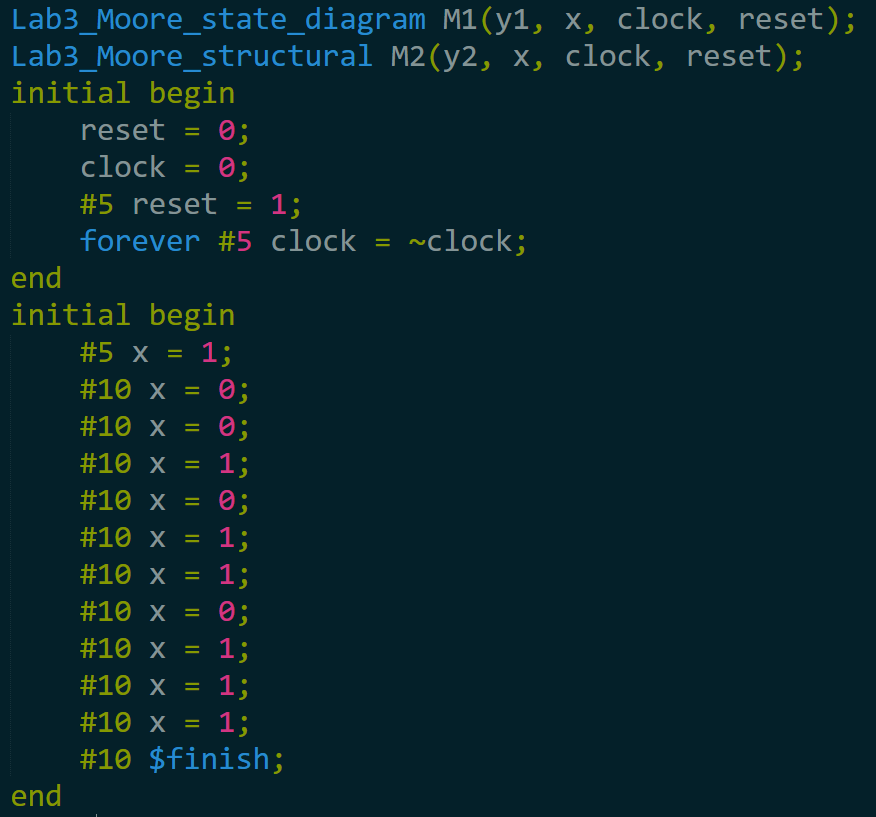 Lab3_Moore_state_diagram M1(y1, x, clock, reset);
Lab3_Moore_structural M2(y2, x, clock, reset);
initial begin
    reset = 0;
    clock = 0;
    #5 reset = 1;
    forever #5 clock = ~clock;
end
initial begin
    #5 x = 1;
    #10 x = 0;
    #10 x = 0;
    #10 x = 1;
    #10 x = 0;
    #10 x = 1;
    #10 x = 1;
    #10 x = 0;
    #10 x = 1;
    #10 x = 1;
    #10 x = 1;
    #10 $finish;
end